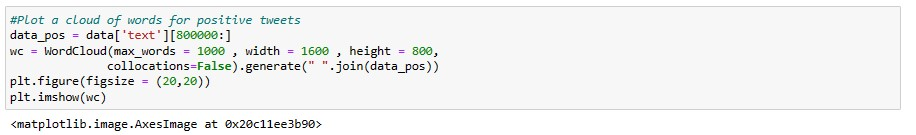 #Plot a cloud of words for positive tweets
data_pos = data['text'][800000:]
wc = WordCloud(max_words = 1000 , width = 1600 , height = 800,
              collocations=False).generate(" ".join(data_pos))
plt.figure(figsize = (20,20))
plt.imshow(wc)
<matplotlib.image.AxesImage at 0x20c11ee3b90>